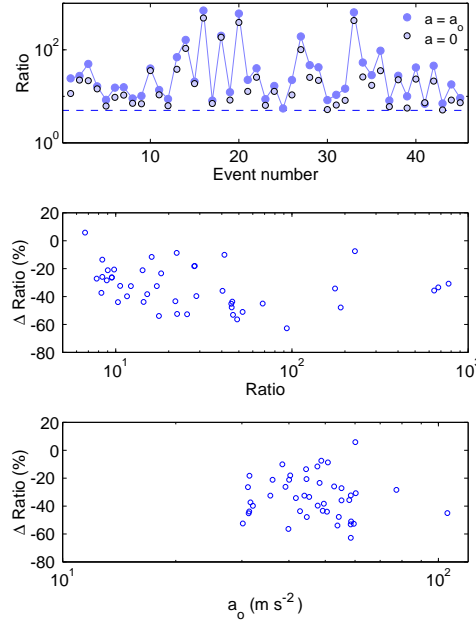 10^2
10^0
Ratio
a = a_o
a = 0
10 20 30 40
Event number
20
0
-20
-40
-60
-80
Δ Ratio (%)
10^1 10^2 10^3
Ratio
20
0
-20
-40
-60
-80
Δ Ratio (%)
10^1 10^2
a_o (m s^-2)